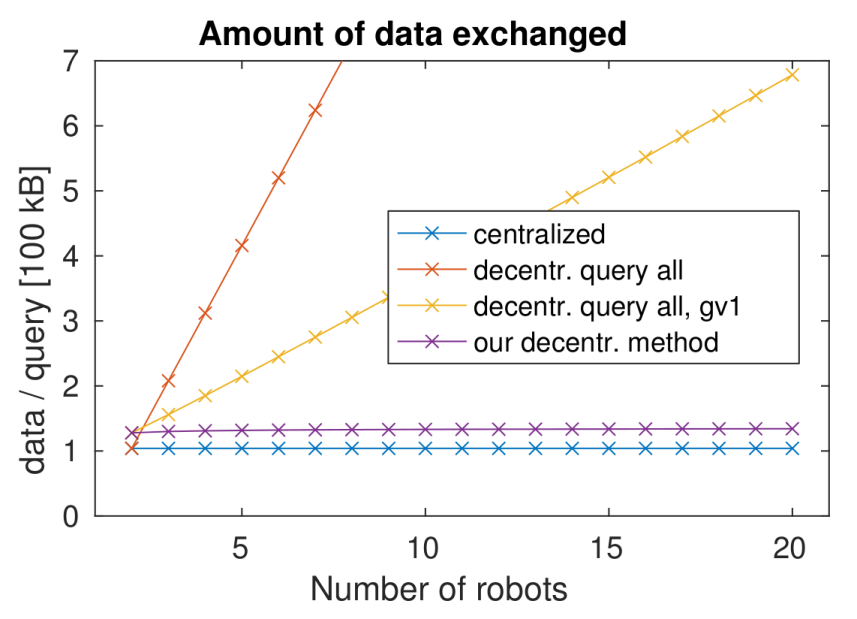 Amount of data exchanged
data / query [100 kB]
7
6
5
4
3
2
1
0
centralized
decentr. query all
decentr. query all, gv1
our decentr. method
5
10
15
20
Number of robots